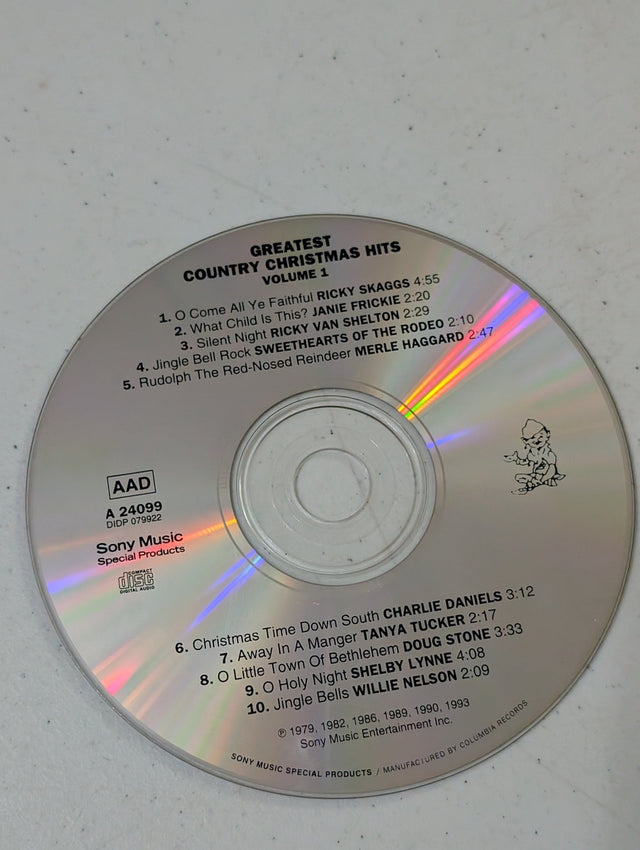 GREATEST
COUNTRY CHRISTMAS HITS
VOLUME 1
1. O Come All Ye Faithful RICKY SKAGGS 4:55
2. What Child Is This? JANIE FRICKIE 2:20
3. Silent Night RICKY VAN SHELTON 2:29
4. Jingle Bell Rock SWEETHEARTS OF THE RODEO 2:10
5. Rudolph The Red-Nosed Reindeer MERLE HAGGARD 2:47
AAD
A 24099
DIDP 079922
Sony Music
Special Products
COMPACT
disc
DIGITAL AUDIO
6. Christmas Time Down South CHARLIE DANIELS 3:12
7. Away In A Manger TANYA TUCKER 2:17
8. O Little Town Of Bethlehem DOUG STONE 3:33
9. O Holy Night SHELBY LYNNE 4:08
10. Jingle Bells WILLIE NELSON 2:09
℗ 1979, 1982, 1986, 1989, 1990, 1993
Sony Music Entertainment Inc.
SONY MUSIC SPECIAL PRODUCTS / MANUFACTURED BY COLUMBIA RECORDS